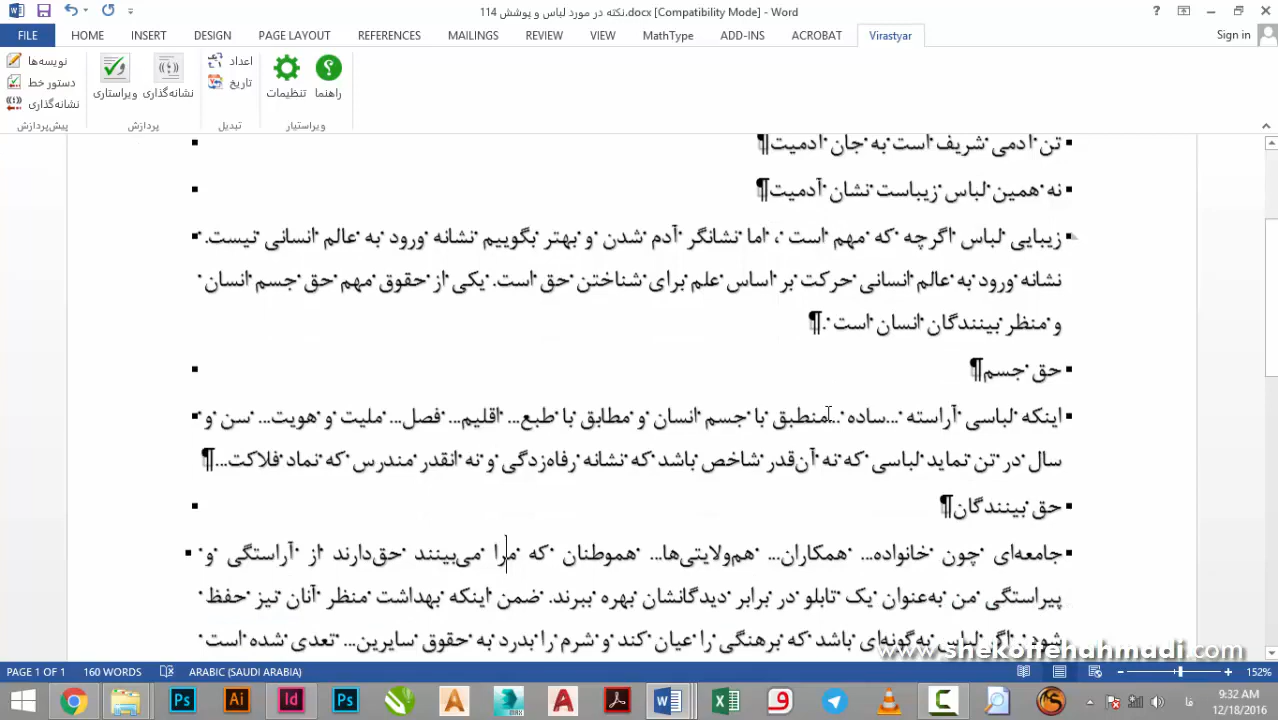 114 نکته در مورد لباس و پوشش.docx [Compatibility Mode] - Word
FILE HOME INSERT DESIGN PAGE LAYOUT REFERENCES MAILINGS REVIEW VIEW MathType ADD-INS ACROBAT Virastyar
Sign in
نویسه‌ها
دستور خط
نشانه‌گذاری
پیش‌پردازش
نشانه‌گذاری
ویراستاری
پردازش
اعداد
تاریخ
تبدیل
راهنما
تنظیمات
ویراستیار
تن آدمی شریف است به جان آدمیت¶
نه همین لباس زیباست نشان آدمیت¶
زیبایی لباس اگرچه که مهم است ، اما نشانگر آدم شدن و بهتر بگوییم نشانه ورود به عالم انسانی نیست.
نشانه ورود به عالم انسانی حرکت بر اساس علم برای شناختن حق است. یکی از حقوق مهم حق جسم انسان
و منظر بینندگان انسان است .¶
حق جسم¶
اینکه لباسی آراسته ...ساده ...منطبق با جسم انسان و مطابق با طبع... اقلیم... فصل... ملیت و هویت... سن و
سال در تن نماید لباسی که نه آن‌قدر شاخص باشد که نشانه رفاه‌زدگی و نه انقدر مندرس که نماد فلاکت...¶
حق بینندگان¶
جامعه‌ای چون خانواده... همکاران... هم‌ولایتی‌ها... هموطنان که مرا می‌بینند حق‌دارند از آراستگی و
پیراستگی من به‌عنوان یک تابلو در برابر دیدگانشان بهره ببرند. ضمن اینکه بهداشت منظر آنان نیز حفظ
شود. اگر لباس به‌گونه‌ای باشد که برهنگی را عیان کند و شرم را بدرد به حقوق سایرین... تعدی شده است
www.shekoffehahmadi.com
PAGE 1 OF 1 160 WORDS ARABIC (SAUDI ARABIA) 152%
فا 9:32 AM
12/18/2016